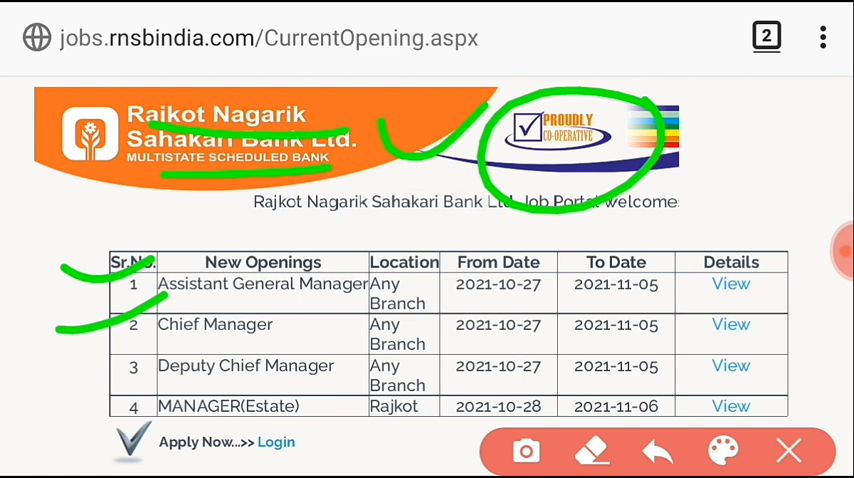 jobs.rnsbindia.com/CurrentOpening.aspx
2
Rajkot Nagarik
Sahakari Bank Ltd.
MULTISTATE SCHEDULED BANK
PROUDLY
CO-OPERATIVE
Rajkot Nagarik Sahakari Bank Ltd. Job Portal welcome
Sr.No. New Openings Location From Date To Date Details
1 Assistant General Manager Any Branch 2021-10-27 2021-11-05 View
2 Chief Manager Any Branch 2021-10-27 2021-11-05 View
3 Deputy Chief Manager Any Branch 2021-10-27 2021-11-05 View
4 MANAGER(Estate) Rajkot 2021-10-28 2021-11-06 View
Apply Now...>> Login